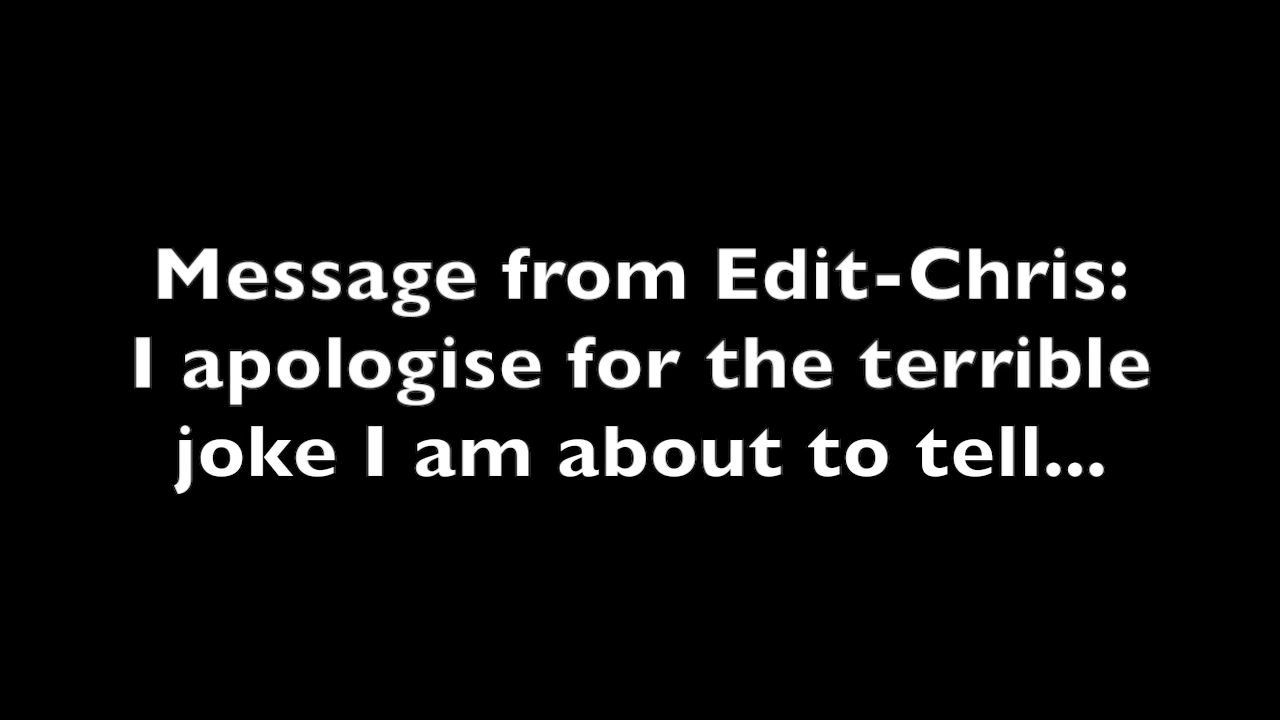 Message from Edit-Chris:
I apologise for the terrible
joke I am about to tell...